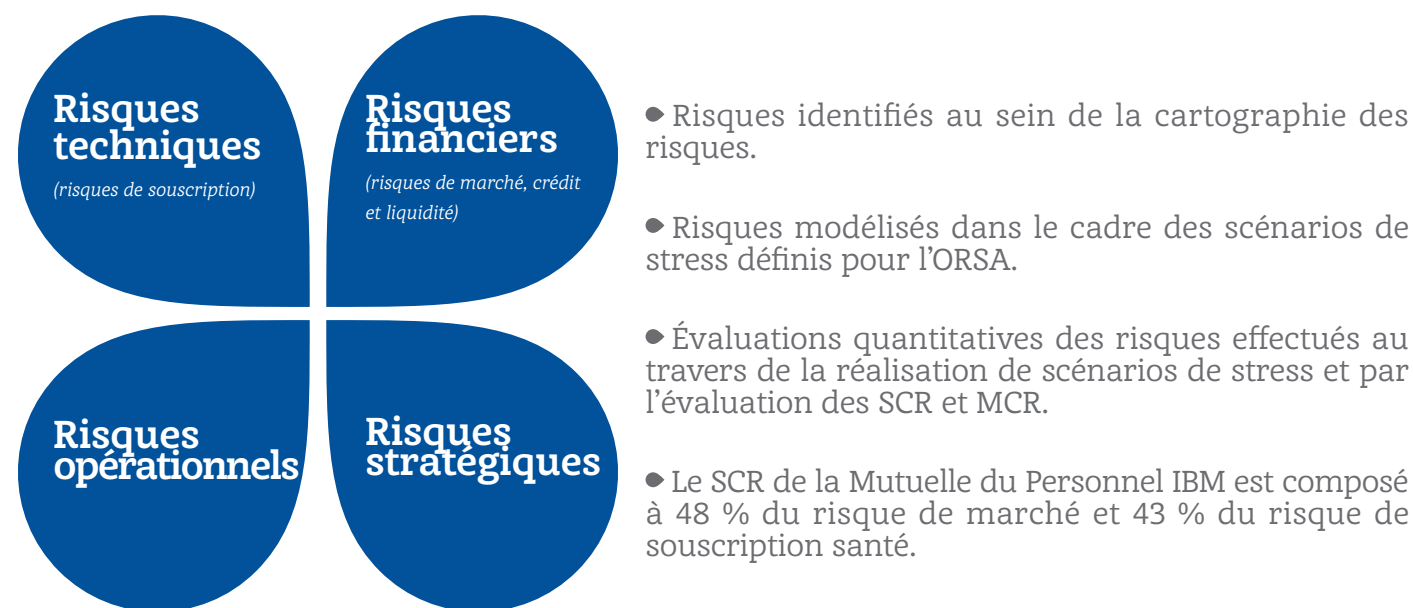 Risques
techniques
(risques de souscription)
Risques
financiers
(risques de marché, crédit
et liquidité)
Risques
opérationnels
Risques
stratégiques
Risques identifiés au sein de la cartographie des
risques.
Risques modélisés dans le cadre des scénarios de
stress définis pour l’ORSA.
Évaluations quantitatives des risques effectués au
travers de la réalisation de scénarios de stress et par
l’évaluation des SCR et MCR.
Le SCR de la Mutuelle du Personnel IBM est composé
à 48 % du risque de marché et 43 % du risque de
souscription santé.